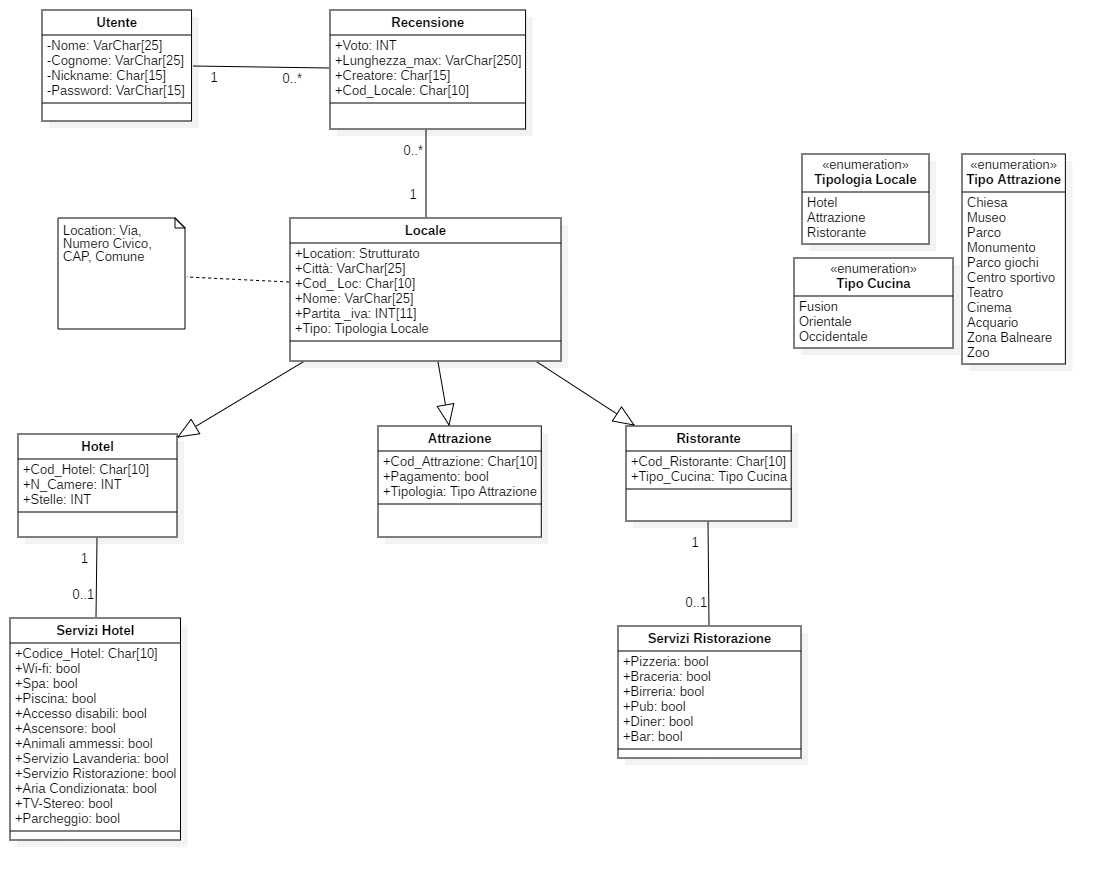 Utente
-Nome: VarChar[25]
-Cognome: VarChar[25]
-Nickname: Char[15]
-Password: VarChar[15]
1
0..*
Recensione
+Voto: INT
+Lunghezza_max: VarChar[250]
+Creatore: Char[15]
+Cod_Locale: Char[10]
0..*
1
Location: Via,
Numero Civico,
CAP, Comune
Locale
+Location: Strutturato
+Città: VarChar[25]
+Cod_ Loc: Char[10]
+Nome: VarChar[25]
+Partita _iva: INT[11]
+Tipo: Tipologia Locale
«enumeration»
Tipologia Locale
Hotel
Attrazione
Ristorante
«enumeration»
Tipo Cucina
Fusion
Orientale
Occidentale
«enumeration»
Tipo Attrazione
Chiesa
Museo
Parco
Monumento
Parco giochi
Centro sportivo
Teatro
Cinema
Acquario
Zona Balneare
Zoo
Hotel
+Cod_Hotel: Char[10]
+N_Camere: INT
+Stelle: INT
Attrazione
+Cod_Attrazione: Char[10]
+Pagamento: bool
+Tipologia: Tipo Attrazione
Ristorante
+Cod_Ristorante: Char[10]
+Tipo_Cucina: Tipo Cucina
1
0..1
1
0..1
Servizi Hotel
+Codice_Hotel: Char[10]
+Wi-fi: bool
+Spa: bool
+Piscina: bool
+Accesso disabili: bool
+Ascensore: bool
+Animali ammessi: bool
+Servizio Lavanderia: bool
+Servizio Ristorazione: bool
+Aria Condizionata: bool
+TV-Stereo: bool
+Parcheggio: bool
Servizi Ristorazione
+Pizzeria: bool
+Braceria: bool
+Birreria: bool
+Pub: bool
+Diner: bool
+Bar: bool